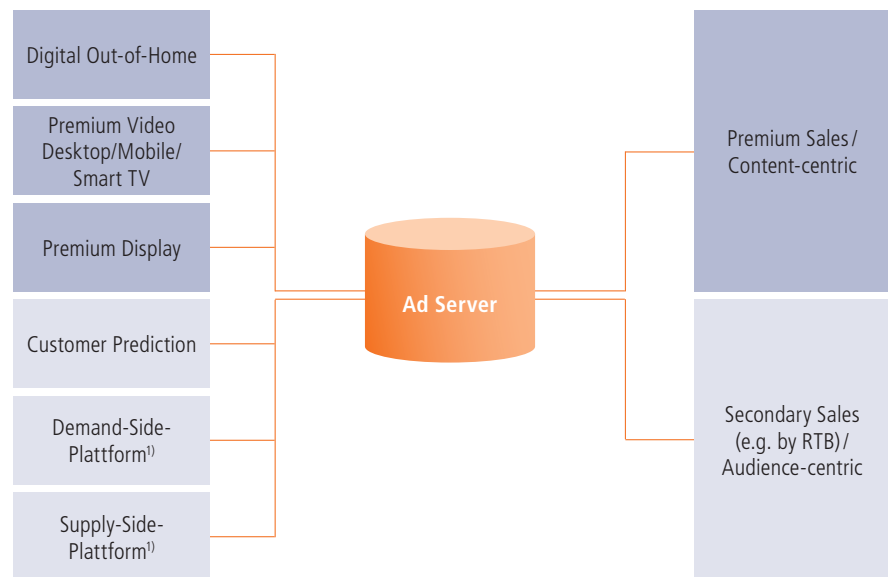 Digital Out-of-Home
Premium Video
Desktop/Mobile/
Smart TV
Premium Display
Customer Prediction
Demand-Side-
Plattform1)
Supply-Side-
Plattform1)
Ad Server
Premium Sales /
Content-centric
Secondary Sales
(e.g. by RTB) /
Audience-centric